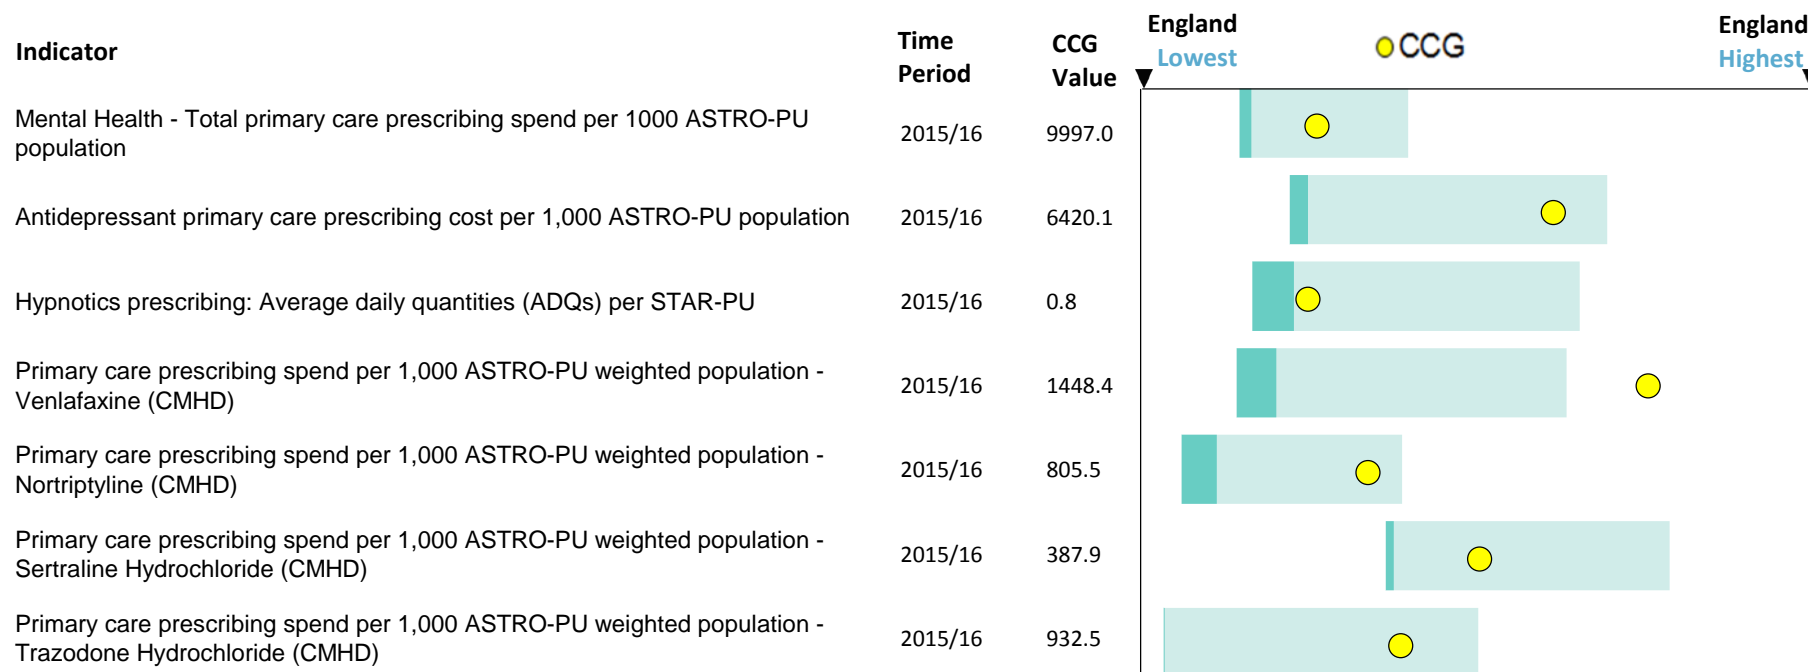 Indicator
Time Period
CCG Value
England Lowest
CCG
England Highest
Mental Health - Total primary care prescribing spend per 1000 ASTRO-PU
population
2015/16
9997.0
Antidepressant primary care prescribing cost per 1,000 ASTRO-PU population
2015/16
6420.1
Hypnotics prescribing: Average daily quantities (ADQs) per STAR-PU
2015/16
0.8
Primary care prescribing spend per 1,000 ASTRO-PU weighted population -
Venlafaxine (CMHD)
2015/16
1448.4
Primary care prescribing spend per 1,000 ASTRO-PU weighted population -
Nortriptyline (CMHD)
2015/16
805.5
Primary care prescribing spend per 1,000 ASTRO-PU weighted population -
Sertraline Hydrochloride (CMHD)
2015/16
387.9
Primary care prescribing spend per 1,000 ASTRO-PU weighted population -
Trazodone Hydrochloride (CMHD)
2015/16
932.5